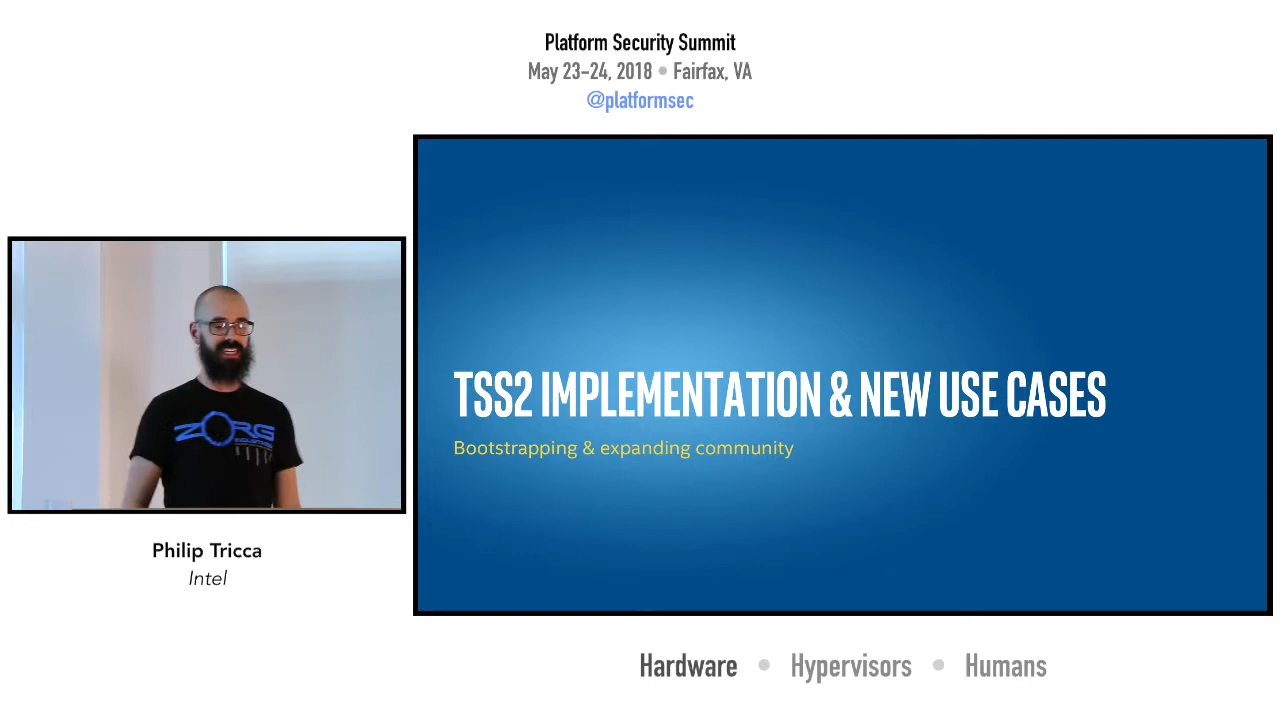 Platform Security Summit
May 23-24, 2018 • Fairfax, VA
@platformsec
TSS2 IMPLEMENTATION & NEW USE CASES
Bootstrapping & expanding community
ZORG
Philip Tricca
Intel
Hardware • Hypervisors • Humans